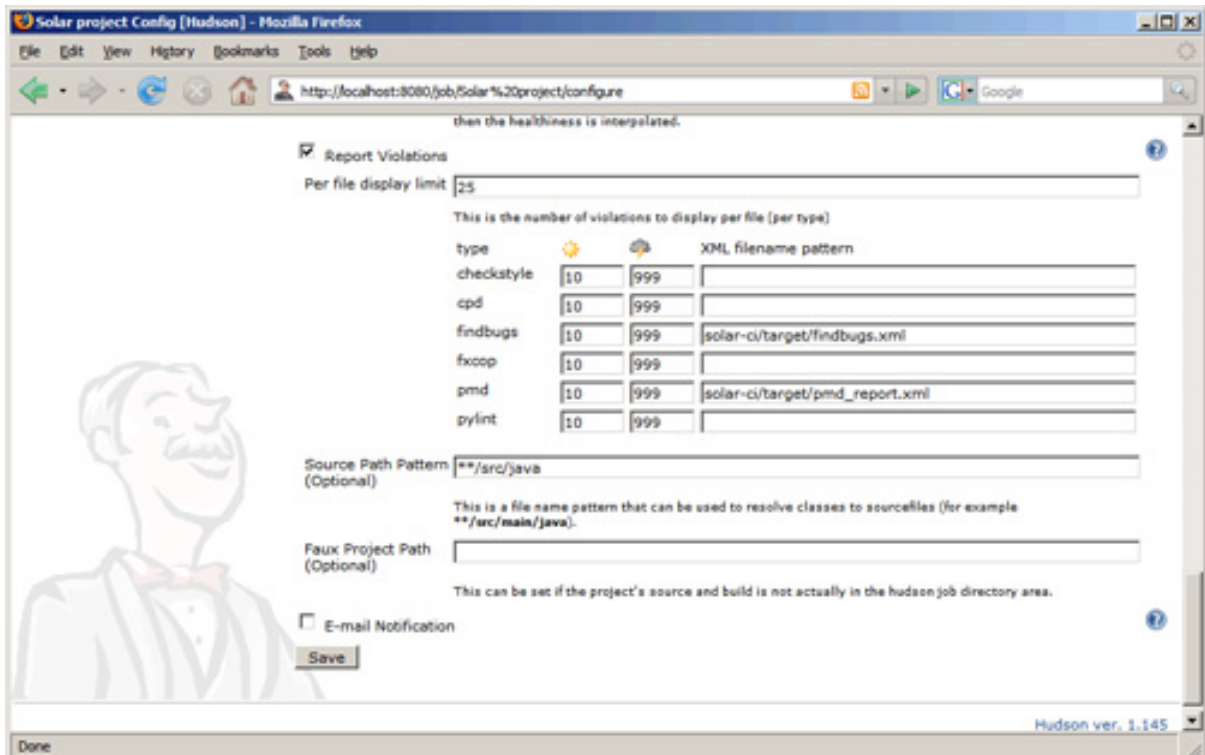 Solar project Config [Hudson] - Mozilla Firefox
File Edit View History Bookmarks Tools Help
http://localhost:8080/job/Solar%20project/configure
Google
then the healthiness is interpolated.
Report Violations
Per file display limit 25
This is the number of violations to display per file (per type)
type XML filename pattern
checkstyle 10 999
cpd 10 999
findbugs 10 999 solar-ci/target/findbugs.xml
fxcop 10 999
pmd 10 999 solar-ci/target/pmd_report.xml
pylint 10 999
Source Path Pattern **/src/java
(Optional)
This is a file name pattern that can be used to resolve classes to sourcefiles (for example
**/src/main/java).
Faux Project Path
(Optional)
This can be set if the project's source and build is not actually in the hudson job directory area.
E-mail Notification
Save
Hudson ver. 1.145
Done